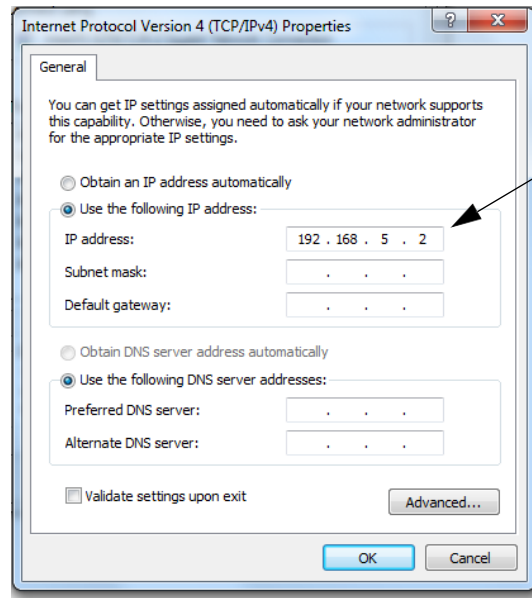 Internet Protocol Version 4 (TCP/IPv4) Properties
General
You can get IP settings assigned automatically if your network supports
this capability. Otherwise, you need to ask your network administrator
for the appropriate IP settings.
Obtain an IP address automatically
Use the following IP address:
IP address: 192 . 168 . 5 . 2
Subnet mask: . . .
Default gateway: . . .
Obtain DNS server address automatically
Use the following DNS server addresses:
Preferred DNS server: . . .
Alternate DNS server: . . .
Validate settings upon exit
Advanced...
OK Cancel